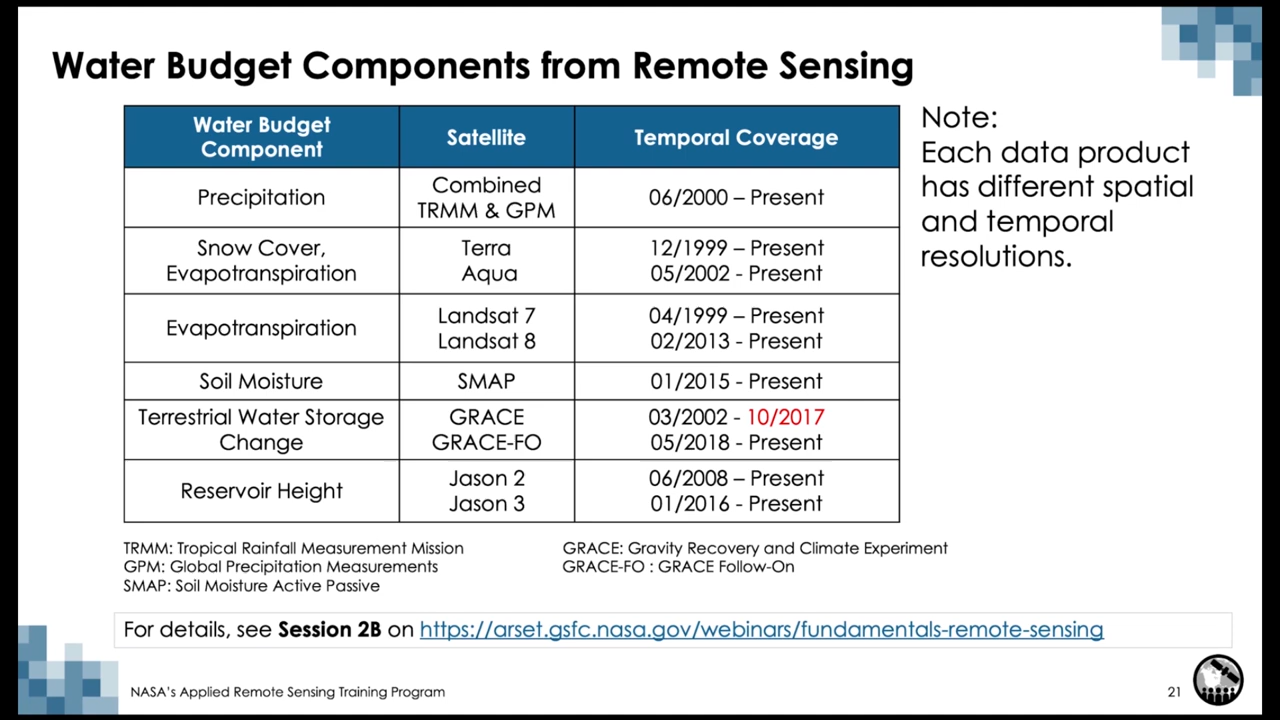 Water Budget Components from Remote Sensing
Water Budget
Component
Satellite
Temporal Coverage
Precipitation
Combined
TRMM & GPM
06/2000 – Present
Snow Cover,
Evapotranspiration
Terra
Aqua
12/1999 – Present
05/2002 - Present
Evapotranspiration
Landsat 7
Landsat 8
04/1999 – Present
02/2013 - Present
Soil Moisture
SMAP
01/2015 - Present
Terrestrial Water Storage
Change
GRACE
GRACE-FO
03/2002 - 10/2017
05/2018 - Present
Reservoir Height
Jason 2
Jason 3
06/2008 – Present
01/2016 - Present
Note:
Each data product
has different spatial
and temporal
resolutions.
TRMM: Tropical Rainfall Measurement Mission
GPM: Global Precipitation Measurements
SMAP: Soil Moisture Active Passive
GRACE: Gravity Recovery and Climate Experiment
GRACE-FO : GRACE Follow-On
For details, see Session 2B on https://arset.gsfc.nasa.gov/webinars/fundamentals-remote-sensing
NASA's Applied Remote Sensing Training Program
21